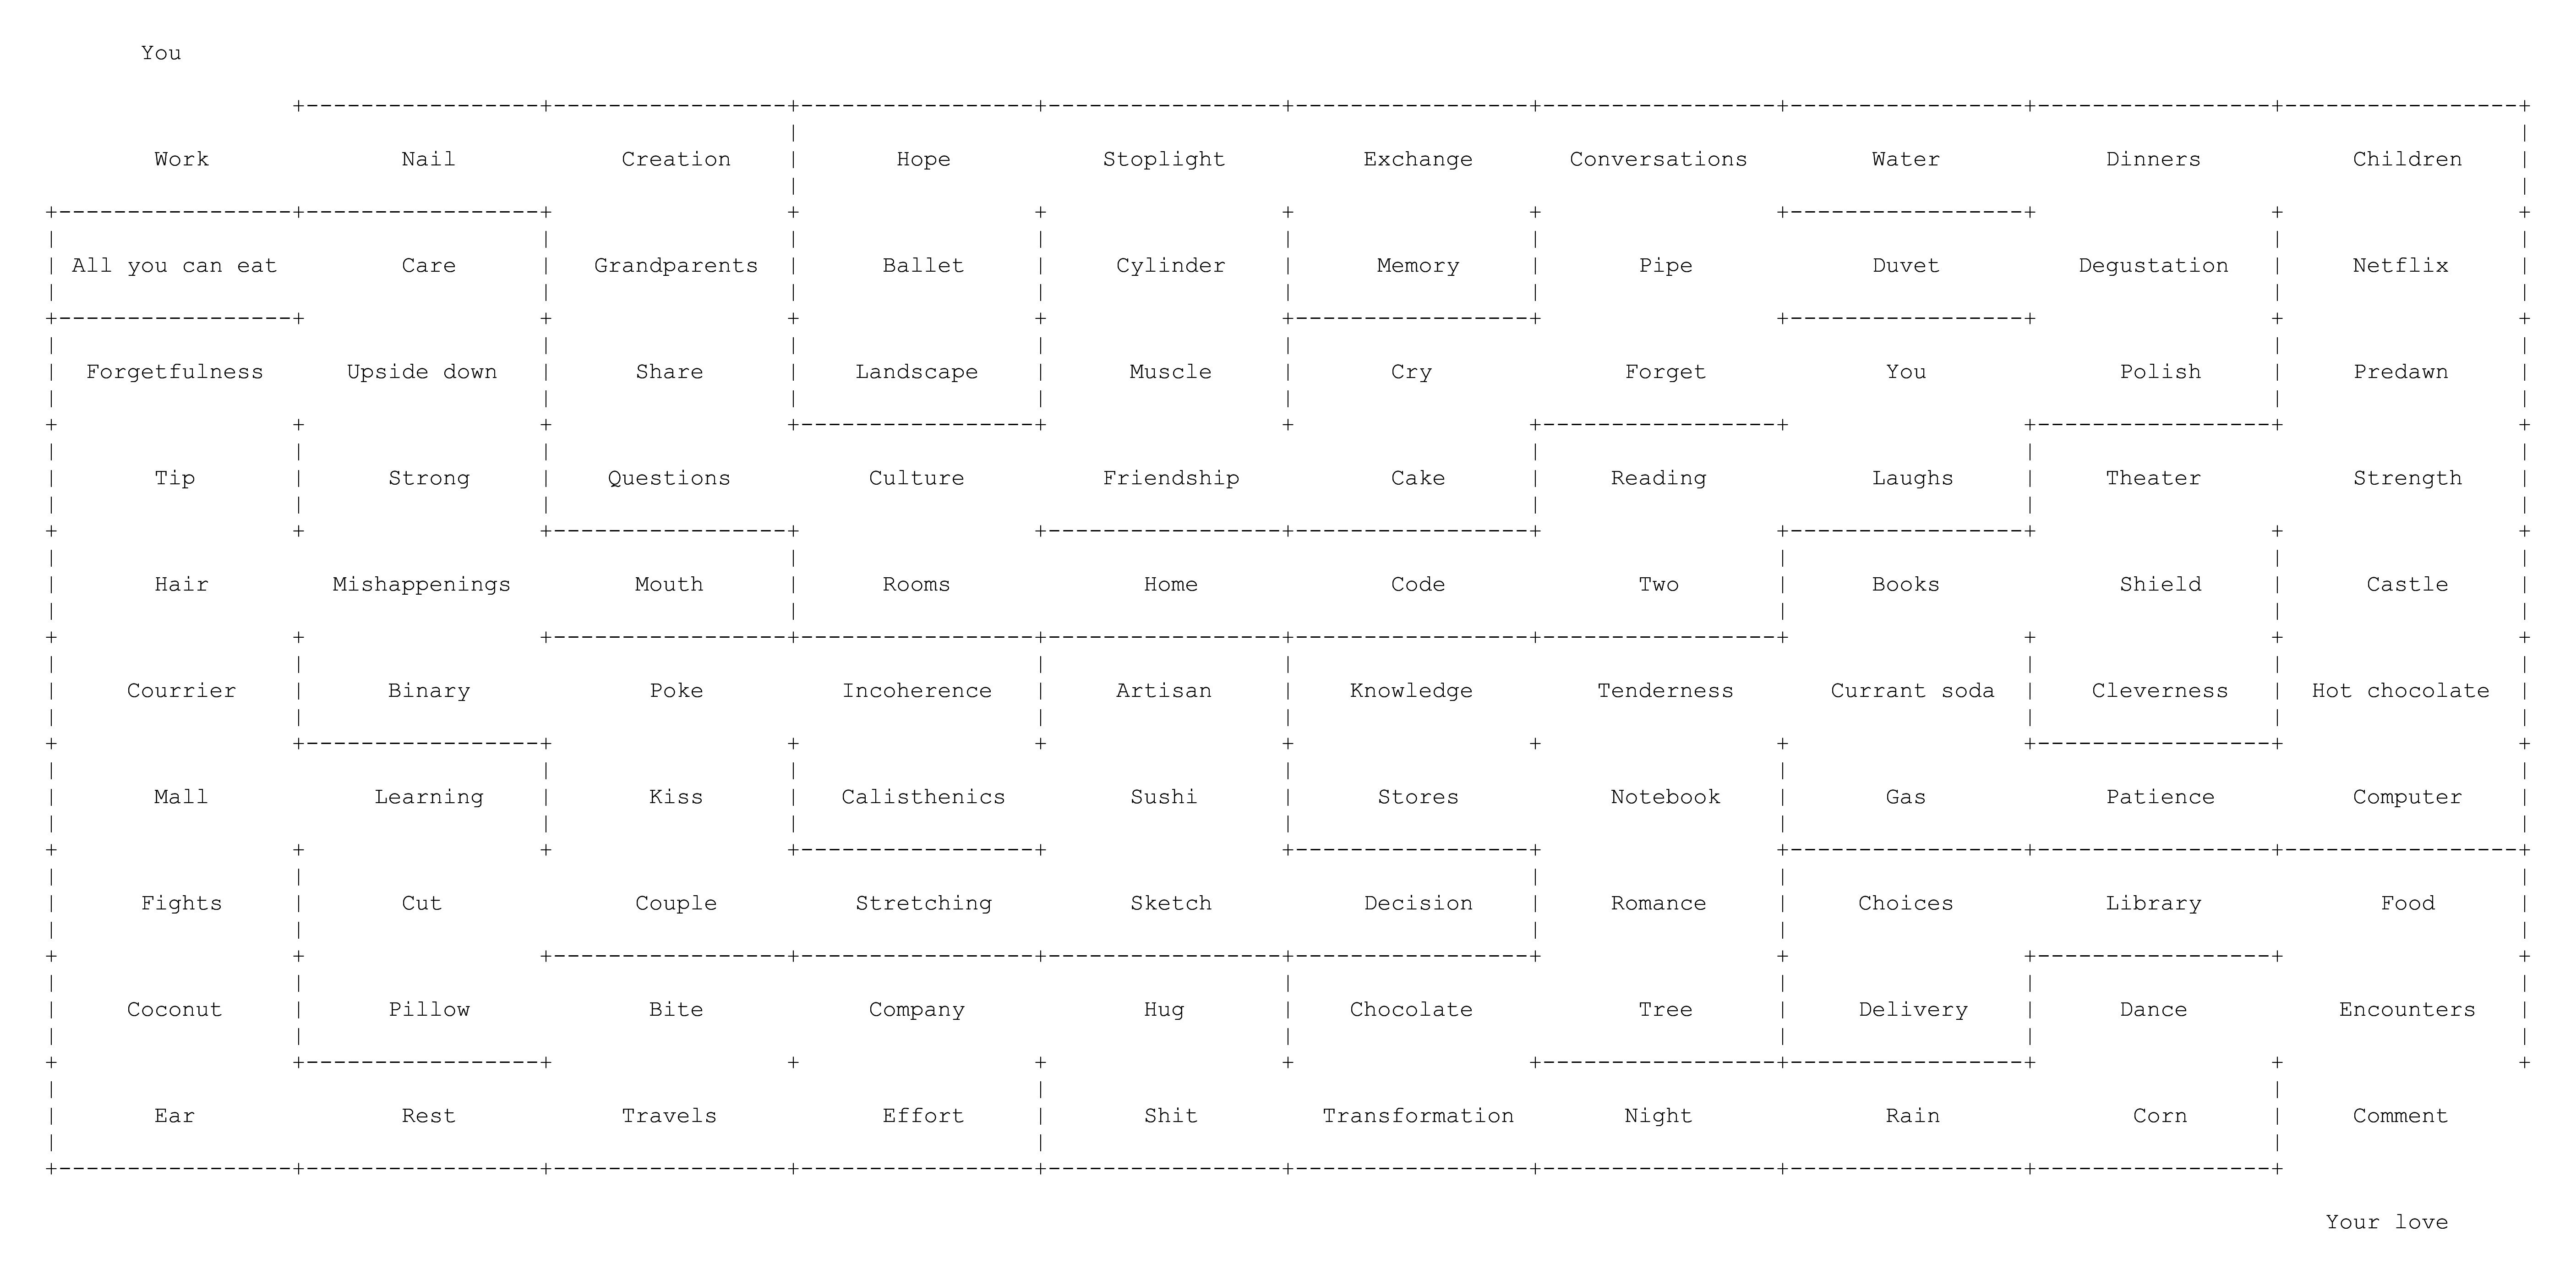 You
Work Nail Creation Hope Stoplight Exchange Conversations Water Dinners Children
All you can eat Care Grandparents Ballet Cylinder Memory Pipe Duvet Degustation Netflix
Forgetfulness Upside down Share Landscape Muscle Cry Forget You Polish Predawn
Tip Strong Questions Culture Friendship Cake Reading Laughs Theater Strength
Hair Mishappenings Mouth Rooms Home Code Two Books Shield Castle
Courrier Binary Poke Incoherence Artisan Knowledge Tenderness Currant soda Cleverness Hot chocolate
Mall Learning Kiss Calisthenics Sushi Stores Notebook Gas Patience Computer
Fights Cut Couple Stretching Sketch Decision Romance Choices Library Food
Coconut Pillow Bite Company Hug Chocolate Tree Delivery Dance Encounters
Ear Rest Travels Effort Shit Transformation Night Rain Corn Comment
Your love